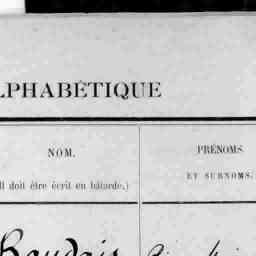 LPHABÉTIQUE
NOM. PRÉNOMS
ET SURNOMS.
Il doit être écrit en bâtarde.)